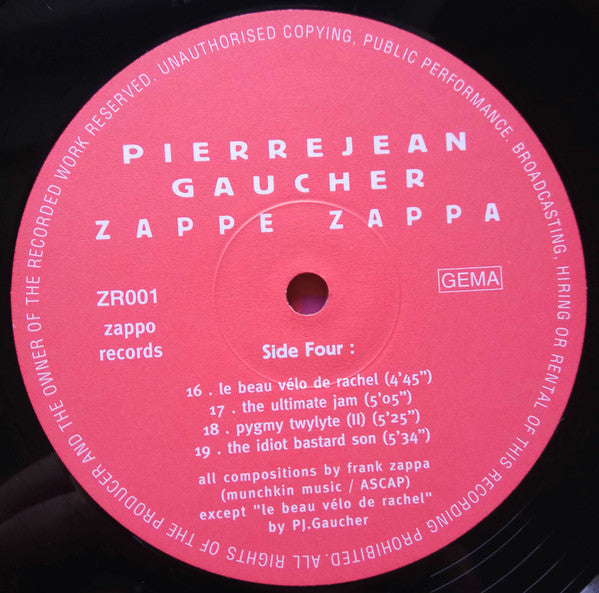 ALL RIGHTS OF THE PRODUCER AND THE OWNER OF THE RECORDED WORK RESERVED. UNAUTHORISED COPYING, PUBLIC PERFORMANCE. BROADCASTING, HIRING OR RENTAL OF THIS RECORDING PROHIBITED.
PIERREJEAN
GAUCHER
ZAPPE ZAPPA
ZR001
zappo
records
GEMA
Side Four :
16 . le beau vélo de rachel (4'45")
17 . the ultimate jam (5'05")
18 . pygmy twylyte (II) (5'25")
19 . the idiot bastard son (5'34")
all compositions by frank zappa
(munchkin music / ASCAP)
except "le beau vélo de rachel"
by PJ.Gaucher